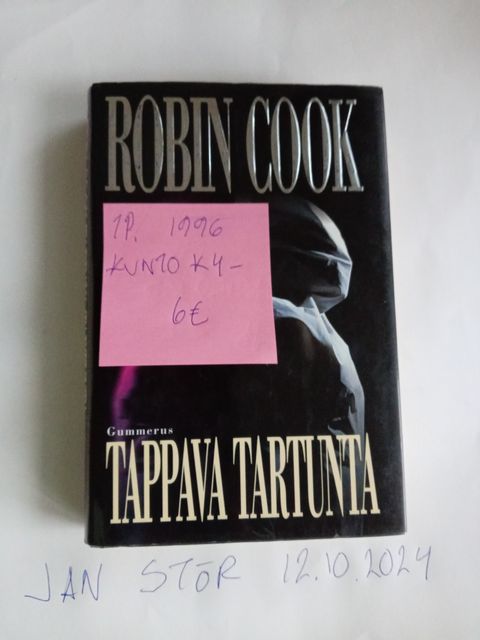 ROBIN COOK
1P. 1996
KUNTO K4-
6€
Gummerus
TAPPAVA TARTUNTA
JAN STÖR 12.10.2024